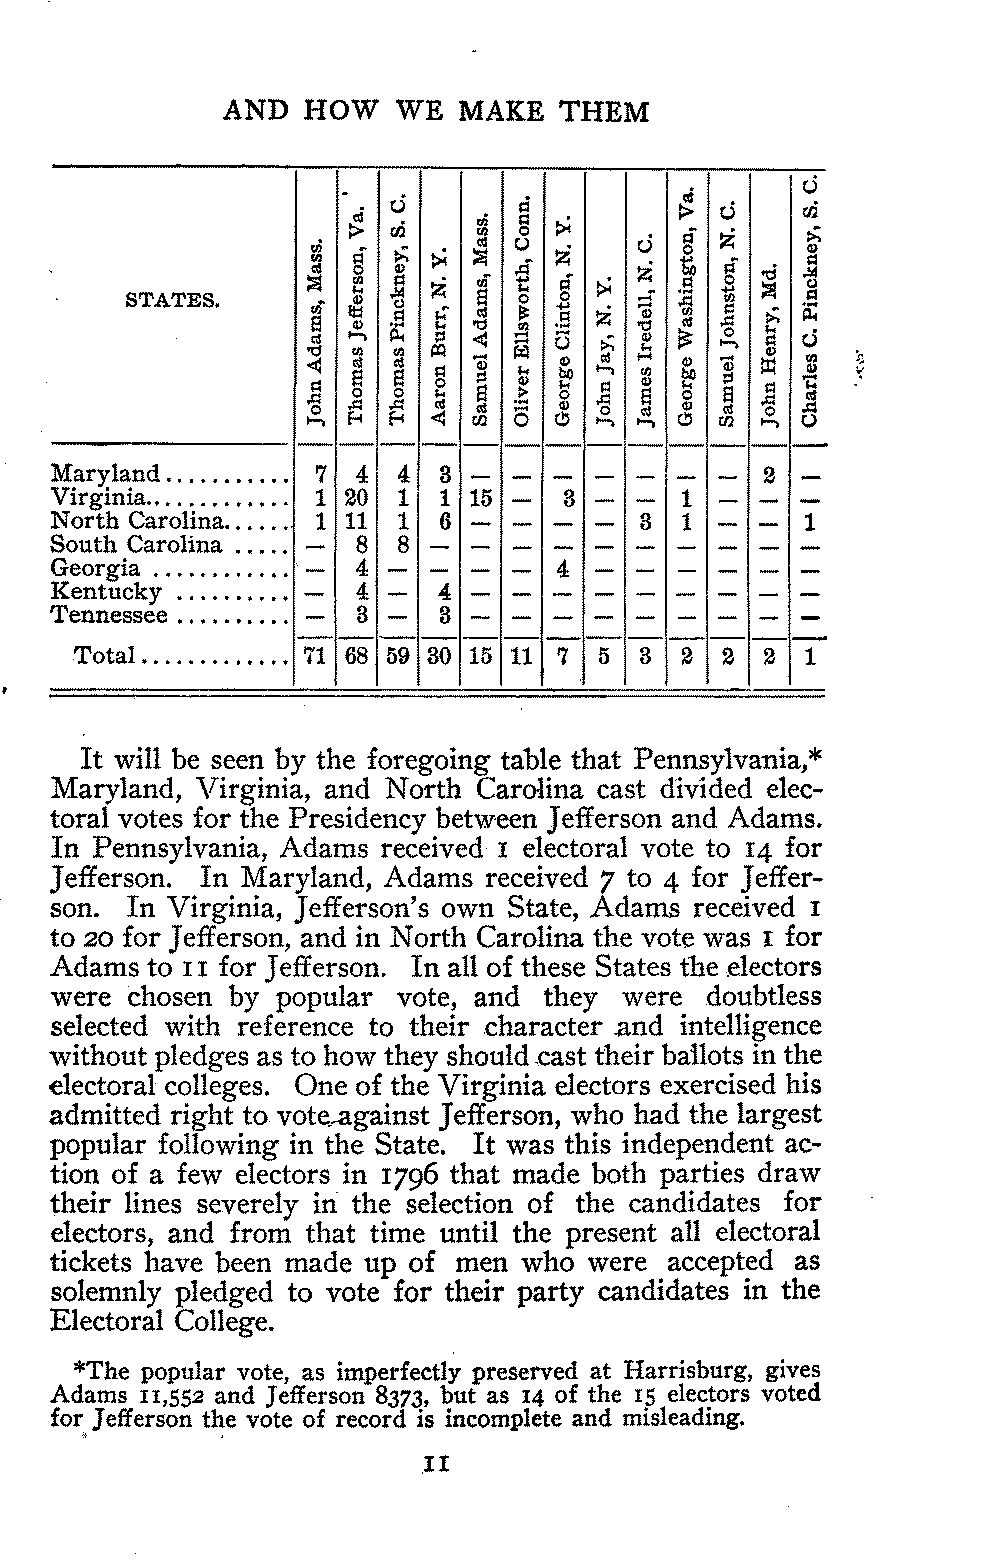 AND HOW WE MAKE THEM
STATES. | John Adams, Mass. | Thomas Jefferson, Va. | Thomas Pinckney, S. C. | Aaron Burr, N. Y. | Samuel Adams, Mass. | Oliver Ellsworth, Conn. | George Clinton, N. Y. | John Jay, N. Y. | James Iredell, N. C. | George Washington, Va. | Samuel Johnston, N. C. | John Henry, Md. | Charles C. Pinckney, S. C.
Maryland........... 7 4 4 3 — — — — — — — 2 —
Virginia............. 1 20 1 1 15 — 3 — — 1 — — —
North Carolina...... 1 11 1 6 — — — — 3 1 — — 1
South Carolina ..... — 8 8 — — — — — — — — — —
Georgia ............ — 4 — — — — 4 — — — — — —
Kentucky .......... — 4 — 4 — — — — — — — — —
Tennessee .......... — 3 — 3 — — — — — — — — —
Total............. 71 68 59 30 15 11 7 5 3 2 2 2 1
It will be seen by the foregoing table that Pennsylvania,*
Maryland, Virginia, and North Carolina cast divided elec-
toral votes for the Presidency between Jefferson and Adams.
In Pennsylvania, Adams received 1 electoral vote to 14 for
Jefferson. In Maryland, Adams received 7 to 4 for Jeffer-
son. In Virginia, Jefferson's own State, Adams received 1
to 20 for Jefferson, and in North Carolina the vote was 1 for
Adams to 11 for Jefferson. In all of these States the electors
were chosen by popular vote, and they were doubtless
selected with reference to their character and intelligence
without pledges as to how they should cast their ballots in the
electoral colleges. One of the Virginia electors exercised his
admitted right to vote against Jefferson, who had the largest
popular following in the State. It was this independent ac-
tion of a few electors in 1796 that made both parties draw
their lines severely in the selection of the candidates for
electors, and from that time until the present all electoral
tickets have been made up of men who were accepted as
solemnly pledged to vote for their party candidates in the
Electoral College.
*The popular vote, as imperfectly preserved at Harrisburg, gives
Adams 11,552 and Jefferson 8373, but as 14 of the 15 electors voted
for Jefferson the vote of record is incomplete and misleading.
11